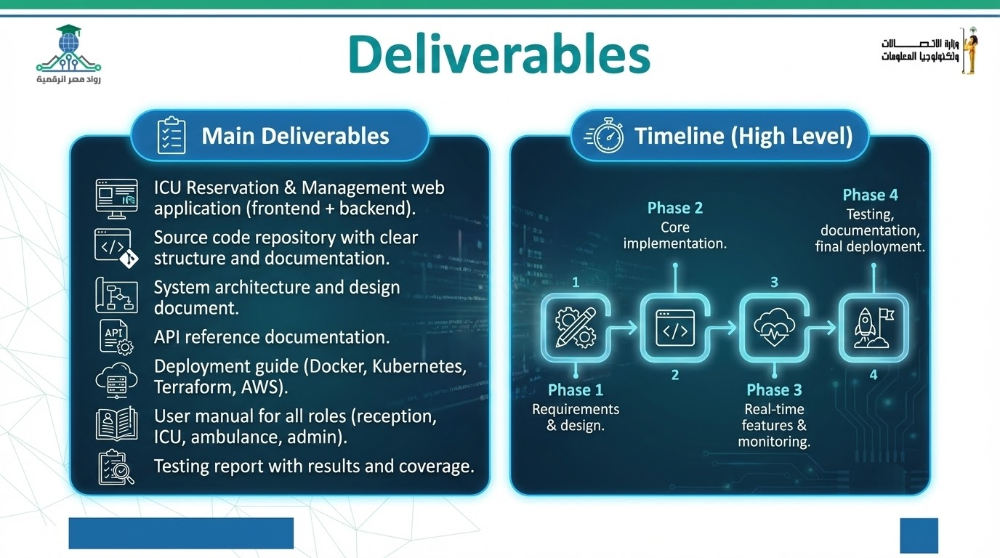 رواد مصر الرقمية
Deliverables
وزارة الاتصالات
وتكنولوجيا المعلومات
Main Deliverables
ICU Reservation & Management web
application (frontend + backend).
</>
Source code repository with clear
structure and documentation.
System architecture and design
document.
API
API reference documentation.
Deployment guide (Docker, Kubernetes,
Terraform, AWS).
User manual for all roles (reception,
ICU, ambulance, admin).
Testing report with results and coverage.
Timeline (High Level)
1
Phase 1
Requirements
& design.
Phase 2
Core
implementation.
</>
2
3
Phase 3
Real-time
features &
monitoring.
Phase 4
Testing,
documentation,
final deployment.
4